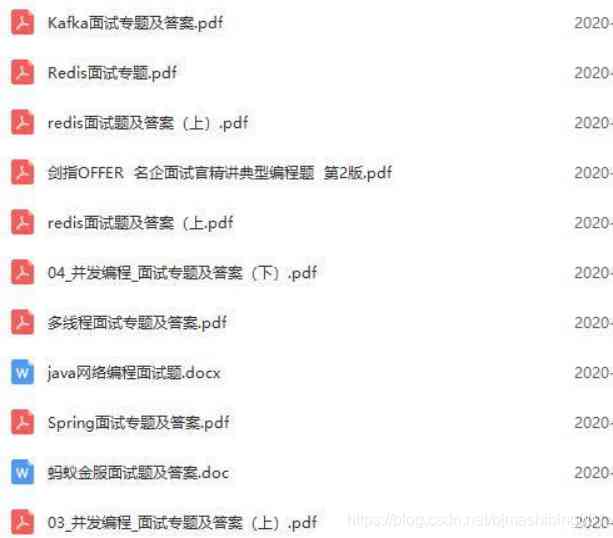 Kafka面试专题及答案.pdf 2020-
Redis面试专题.pdf 2020-
redis面试题及答案（上）.pdf 2020-
剑指OFFER 名企面试官精讲典型编程题 第2版.pdf 2020-
redis面试题及答案（上.pdf 2020-
04_并发编程_面试专题及答案（下）.pdf 2020-
多线程面试专题及答案.pdf 2020-
java网络编程面试题.docx 2020-
Spring面试专题及答案.pdf 2020-
蚂蚁金服面试题及答案.doc 2020-
03_并发编程_面试专题及答案（上）.pdf 2020-